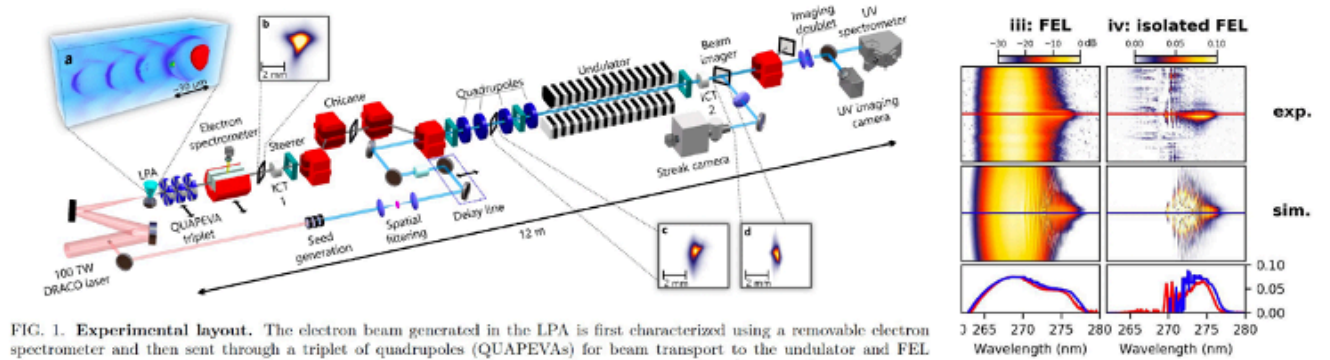 a
~30 μm
LPA
QUAPEVA
triplet
100 TW
DRACO laser
Electron
spectrometer
b
2 mm
ICT
1
Steerer
Chicane
Seed
generation
Spatial
filtering
Delay line
Quadrupoles
12 m
Undulator
c
2 mm
d
2 mm
Streak camera
ICT
2
Beam
imager
Imaging
doublet
UV
spectrometer
UV imaging
camera
iii: FEL
−30 −20 −10 0 dB
iv: isolated FEL
0.00 0.05 0.10
exp.
sim.
0.10
0.05
0.00
265 270 275 280 265 270 275 280
Wavelength (nm) Wavelength (nm)
FIG. 1. Experimental layout. The electron beam generated in the LPA is first characterized using a removable electron
spectrometer and then sent through a triplet of quadrupoles (QUAPEVAs) for beam transport to the undulator and FEL